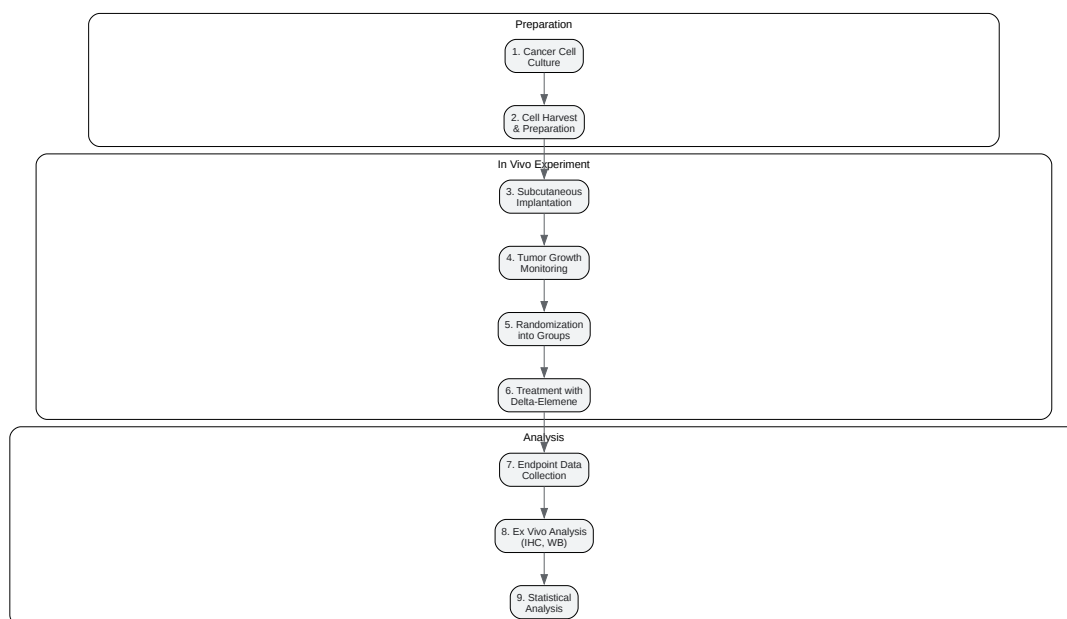 Preparation
1. Cancer Cell
Culture
2. Cell Harvest
& Preparation
In Vivo Experiment
3. Subcutaneous
Implantation
4. Tumor Growth
Monitoring
5. Randomization
into Groups
6. Treatment with
Delta-Elemene
Analysis
7. Endpoint Data
Collection
8. Ex Vivo Analysis
(IHC, WB)
9. Statistical
Analysis